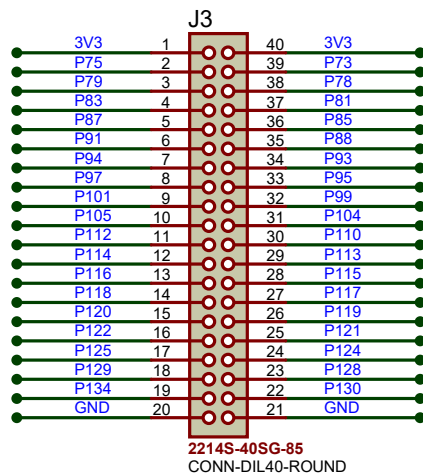 J3
3V3 1 40 3V3
P75 2 39 P73
P79 3 38 P78
P83 4 37 P81
P87 5 36 P85
P91 6 35 P88
P94 7 34 P93
P97 8 33 P95
P101 9 32 P99
P105 10 31 P104
P112 11 30 P110
P114 12 29 P113
P116 13 28 P115
P118 14 27 P117
P120 15 26 P119
P122 16 25 P121
P125 17 24 P124
P129 18 23 P128
P134 19 22 P130
GND 20 21 GND
2214S-40SG-85
CONN-DIL40-ROUND